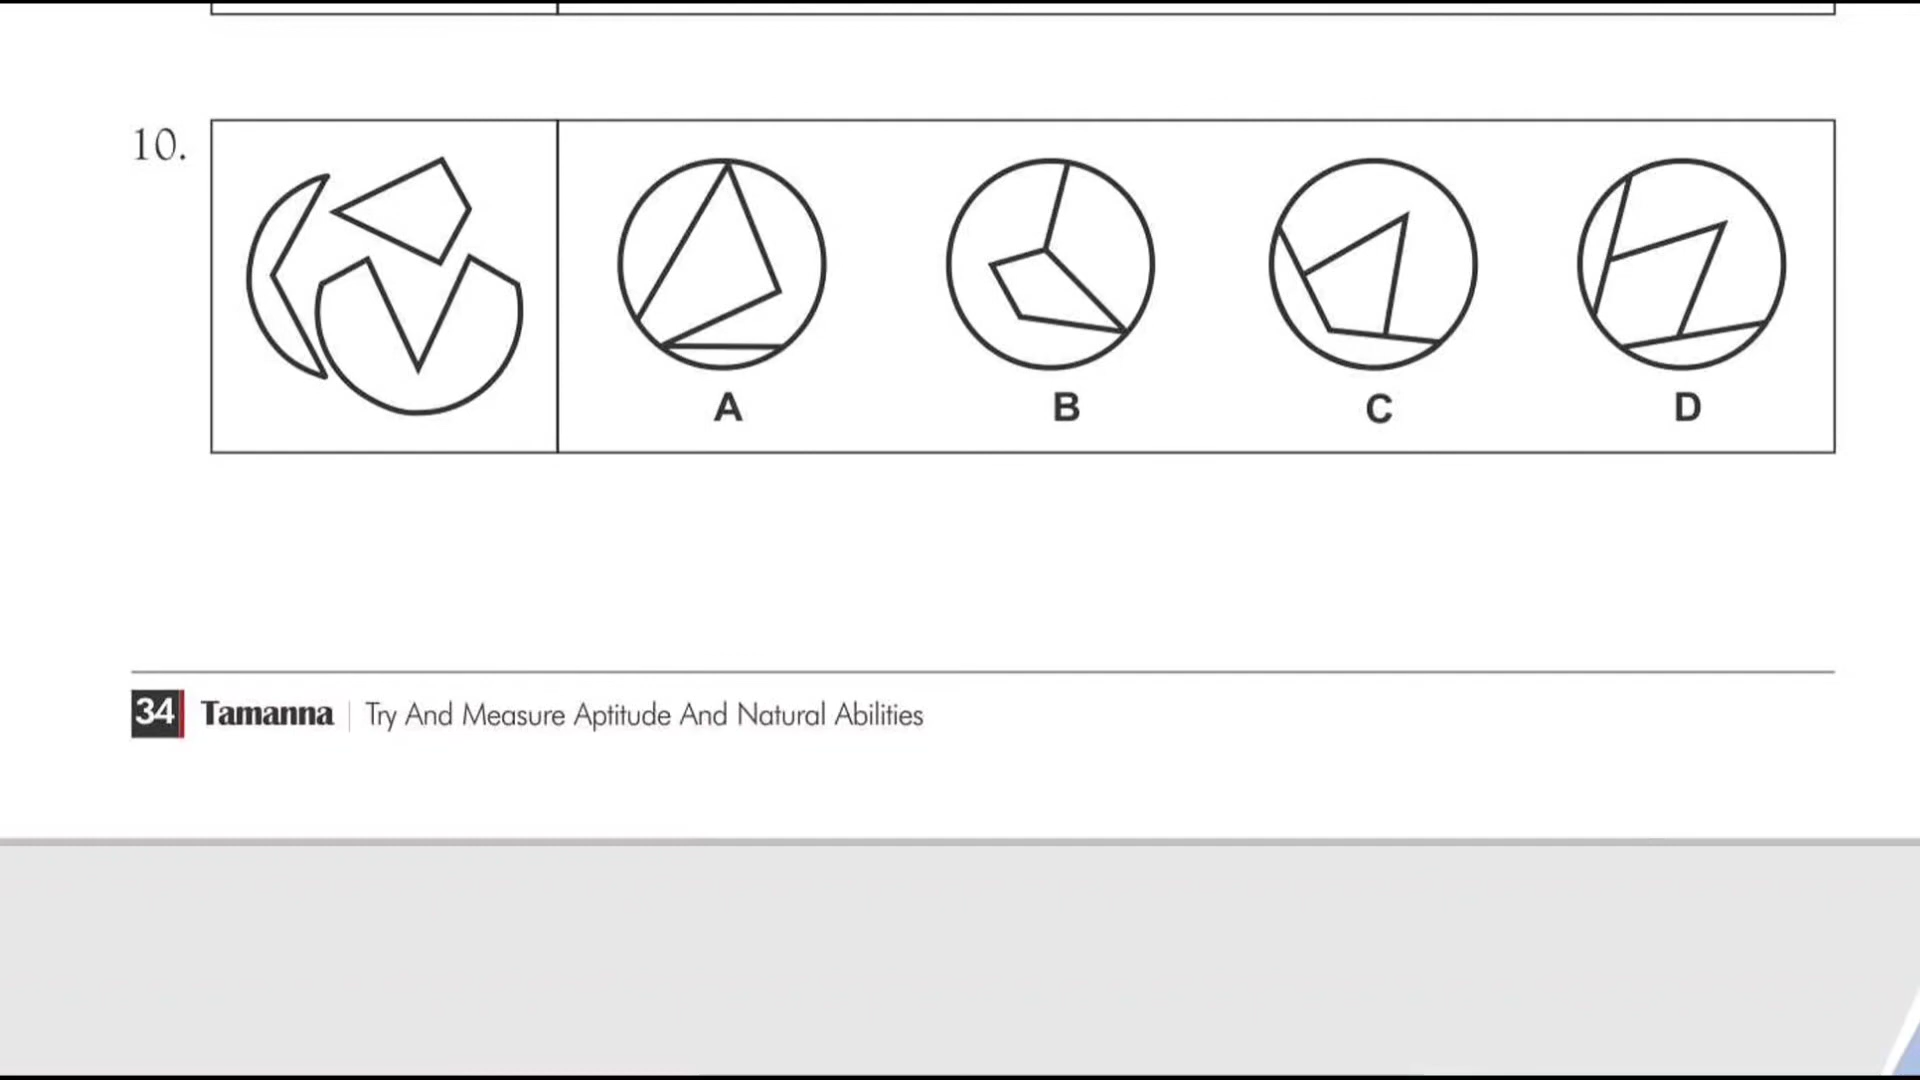 10.
A B C D
34 Tamanna | Try And Measure Aptitude And Natural Abilities